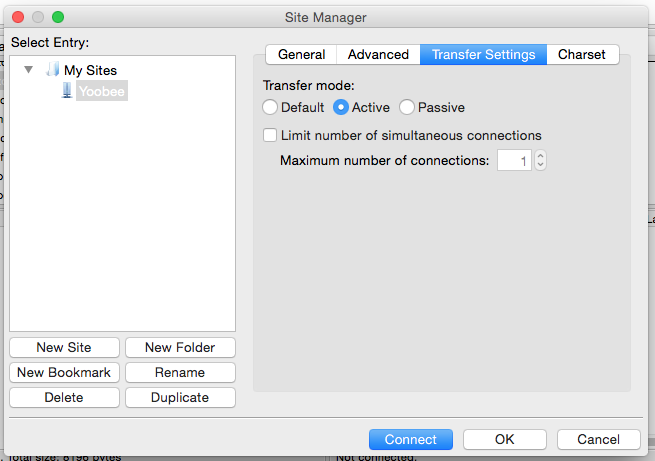 Site Manager
Select Entry:
My Sites
Yoobee
General Advanced Transfer Settings Charset
Transfer mode:
Default Active Passive
Limit number of simultaneous connections
Maximum number of connections: 1
New Site New Folder
New Bookmark Rename
Delete Duplicate
Connect OK Cancel
Total size: 8196 bytes Not connected.